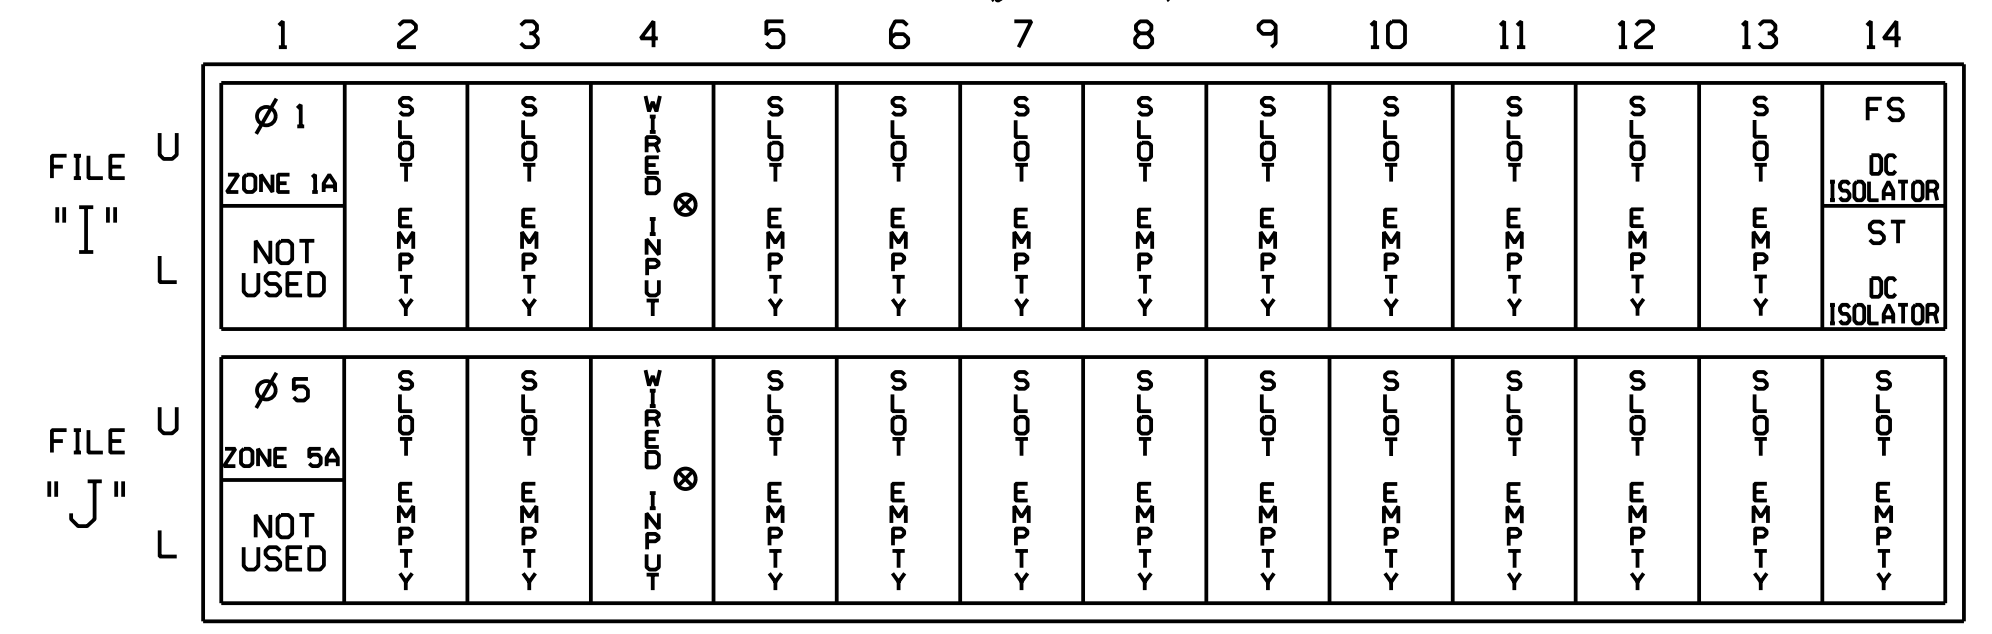 1 2 3 4 5 6 7 8 9 10 11 12 13 14
FILE "I"
U
L
Ø 1
ZONE 1A
NOT
USED
SLOT EMPTY
SLOT EMPTY
WIRED INPUT ⊗
SLOT EMPTY
SLOT EMPTY
SLOT EMPTY
SLOT EMPTY
SLOT EMPTY
SLOT EMPTY
SLOT EMPTY
SLOT EMPTY
SLOT EMPTY
FS
DC
ISOLATOR
ST
DC
ISOLATOR
FILE "J"
U
L
Ø 5
ZONE 5A
NOT
USED
SLOT EMPTY
SLOT EMPTY
WIRED INPUT ⊗
SLOT EMPTY
SLOT EMPTY
SLOT EMPTY
SLOT EMPTY
SLOT EMPTY
SLOT EMPTY
SLOT EMPTY
SLOT EMPTY
SLOT EMPTY
SLOT EMPTY